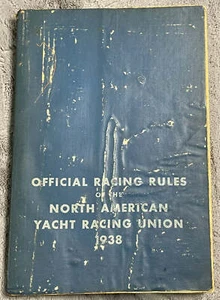 OFFICIAL RACING RULES
OF THE
NORTH AMERICAN
YACHT RACING UNION
1938